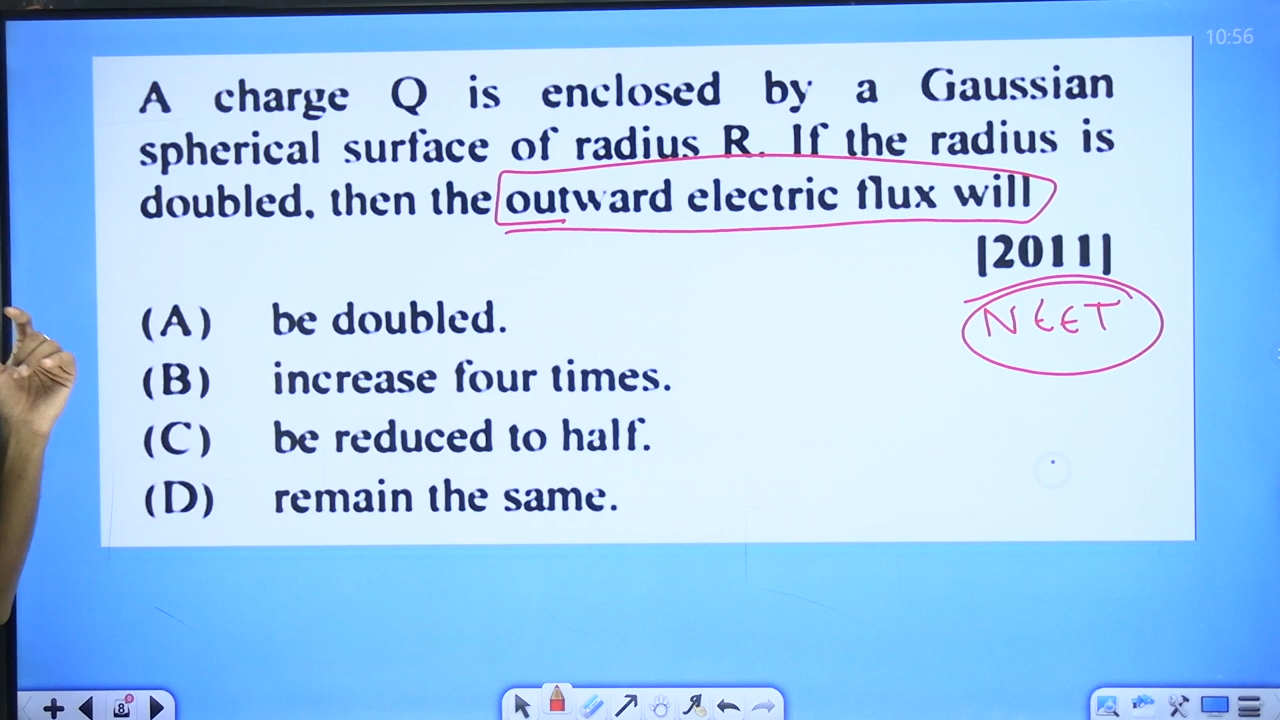 10:56
A charge Q is enclosed by a Gaussian
spherical surface of radius R. If the radius is
doubled, then the outward electric flux will
[2011]
NEET
(A) be doubled.
(B) increase four times.
(C) be reduced to half.
(D) remain the same.
8